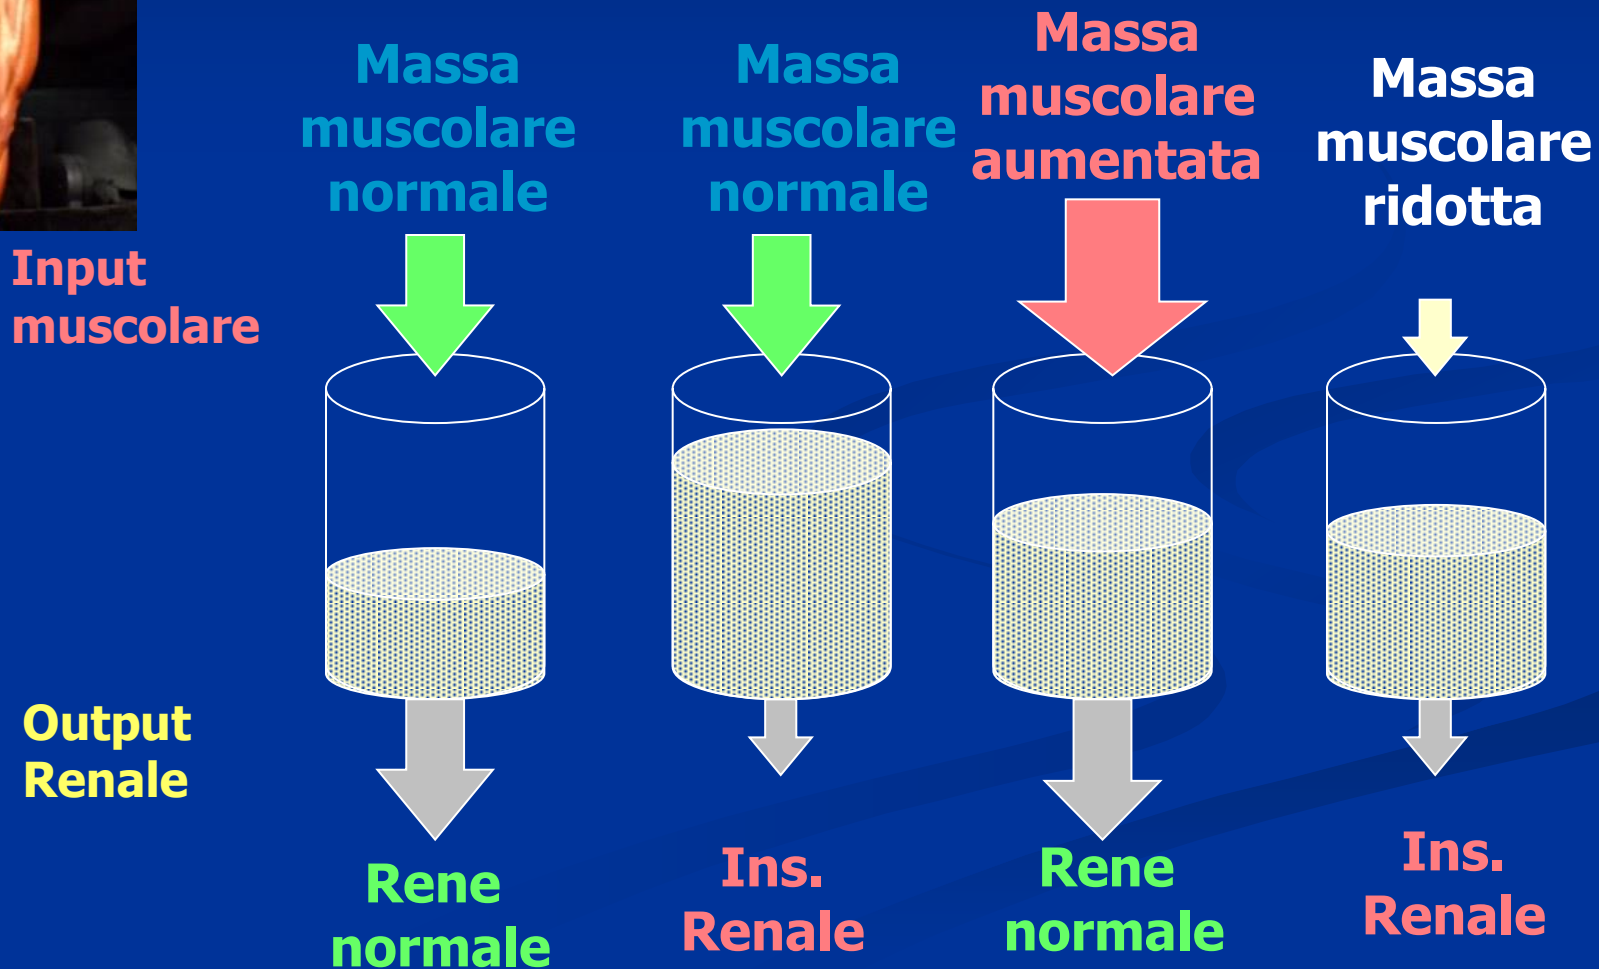 Massa
muscolare
normale
Massa
muscolare
normale
Massa
muscolare
aumentata
Massa
muscolare
ridotta
Input
muscolare
Output
Renale
Rene
normale
Ins.
Renale
Rene
normale
Ins.
Renale